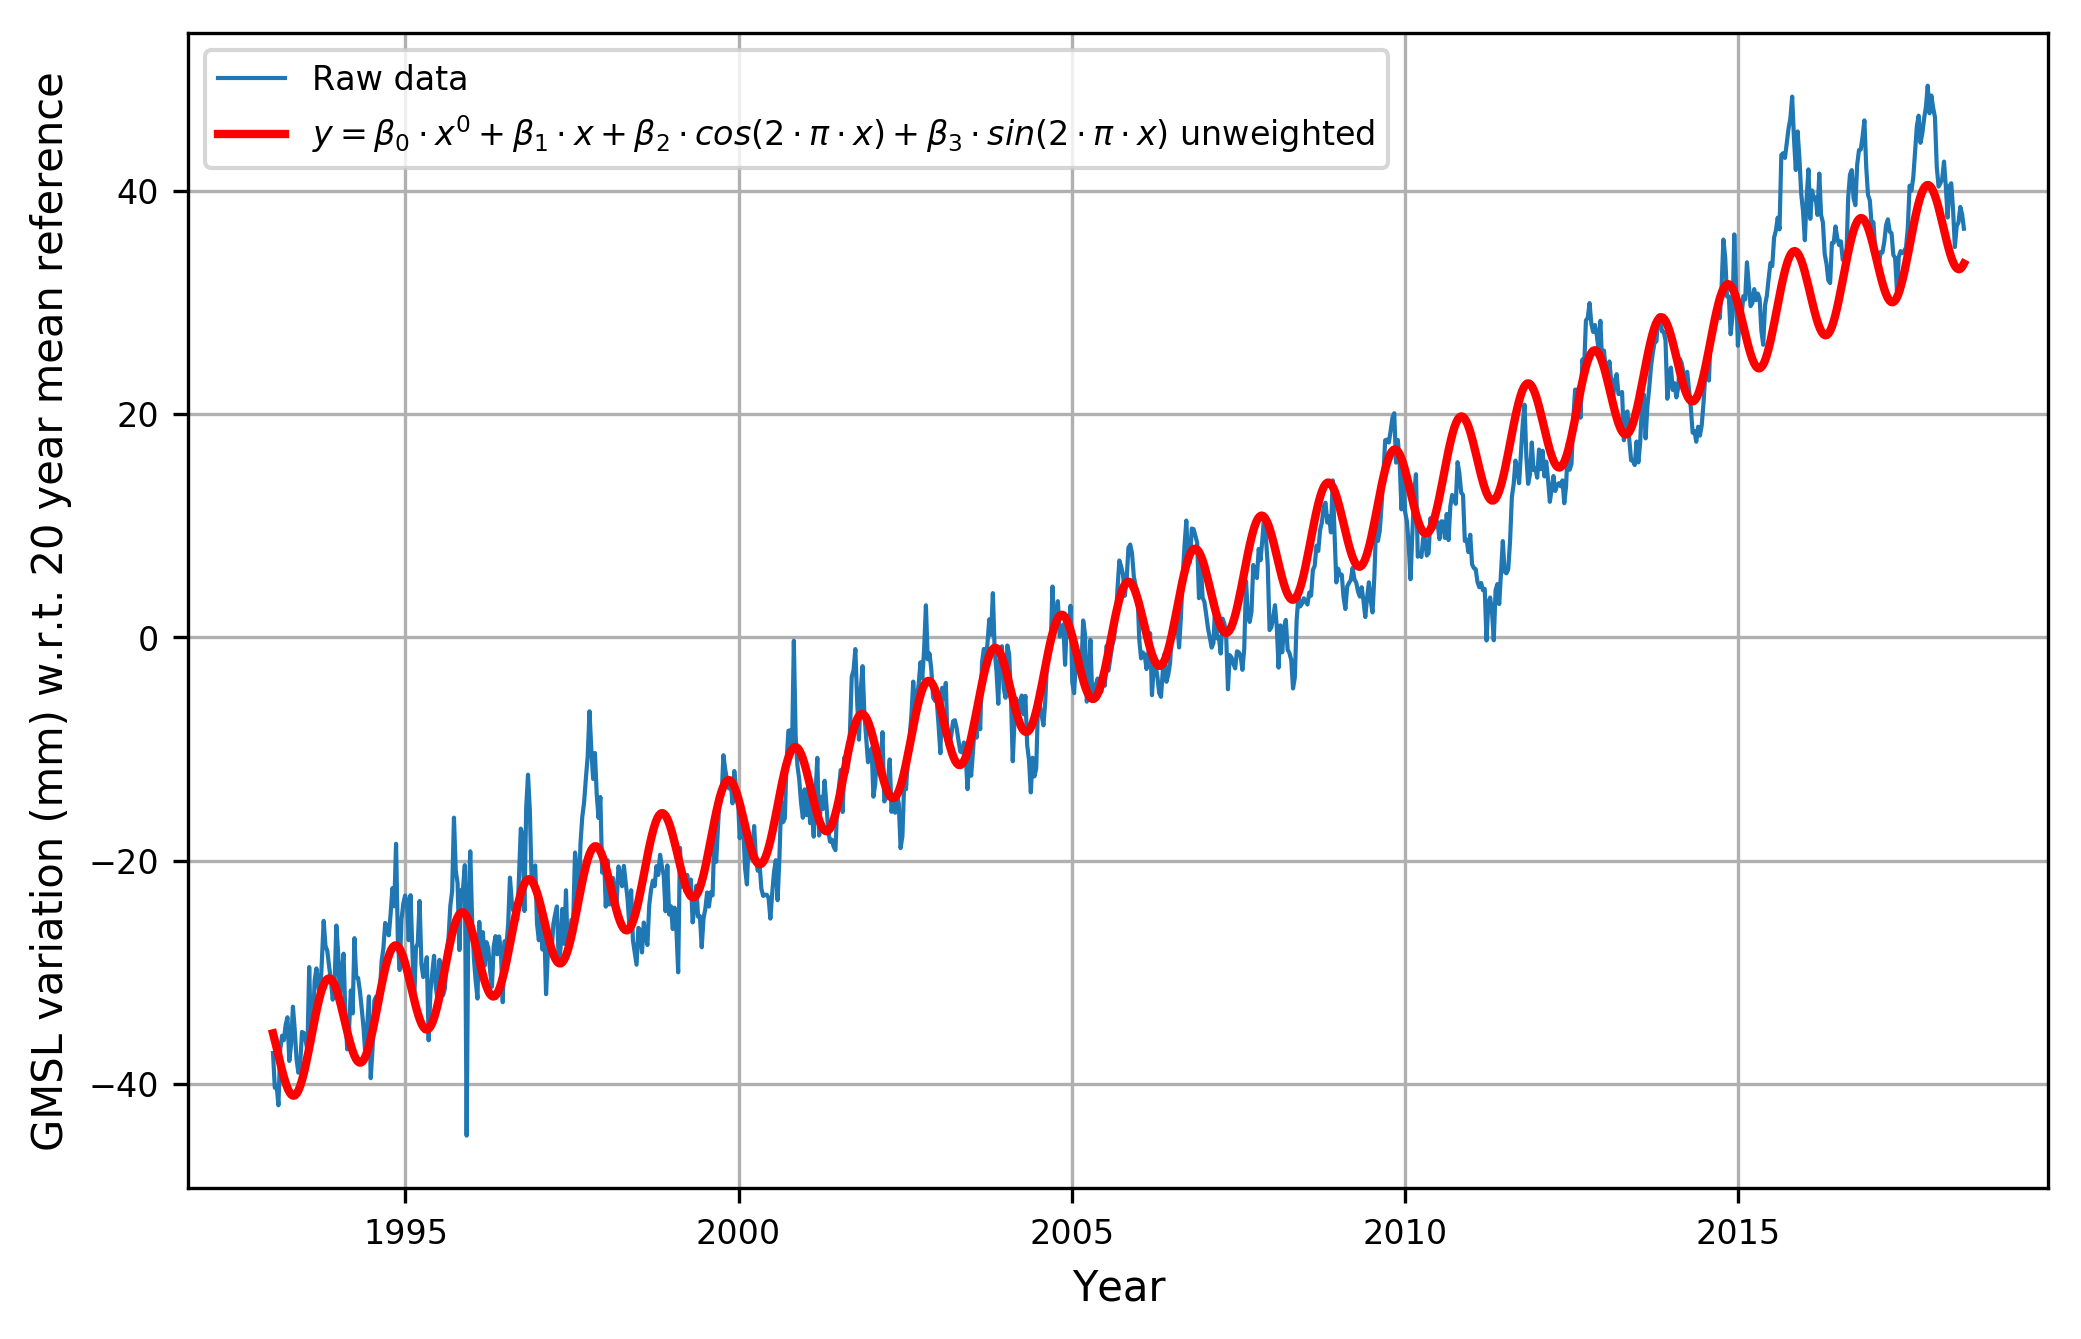 GMSL variation (mm) w.r.t. 20 year mean reference
Raw data
y = β₀ · x⁰ + β₁ · x + β₂ · cos(2 · π · x) + β₃ · sin(2 · π · x) unweighted
40
20
0
−20
−40
1995 2000 2005 2010 2015
Year